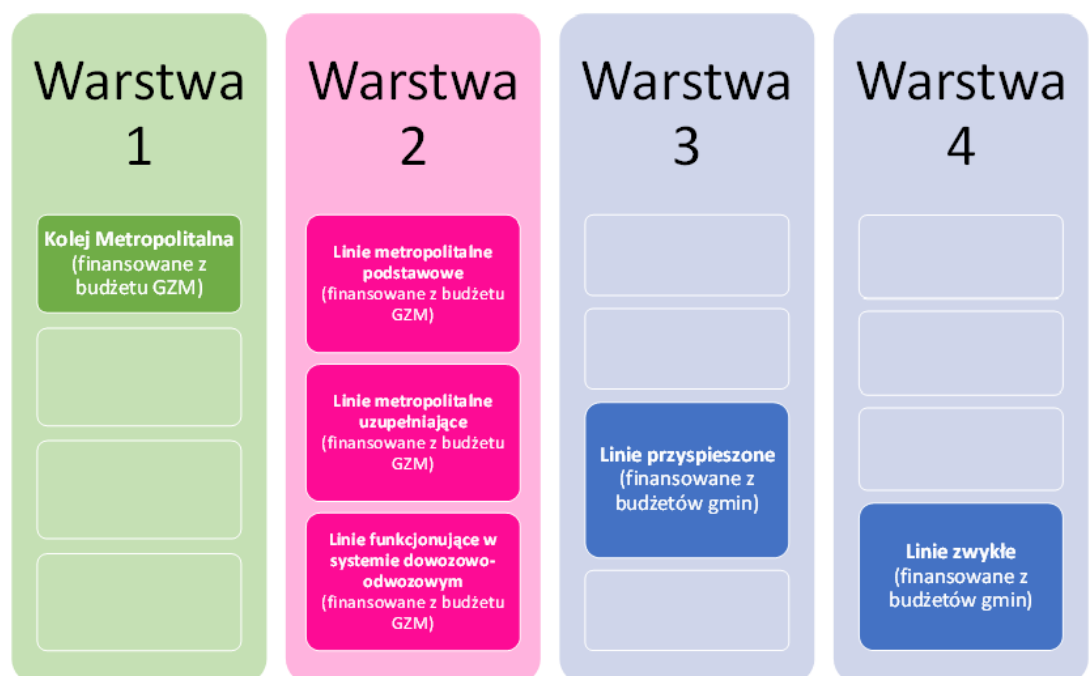 Warstwa
1
Kolej Metropolitalna
(finansowane z
budżetu GZM)
Warstwa
2
Linie metropolitalne
podstawowe
(finansowane z budżetu
GZM)
Linie metropolitalne
uzupełniające
(finansowane z budżetu
GZM)
Linie funkcjonujące w
systemie dowozowo-
odwozowym
(finansowane z budżetu
GZM)
Warstwa
3
Linie przyspieszone
(finansowane z
budżetów gmin)
Warstwa
4
Linie zwykłe
(finansowane z
budżetów gmin)